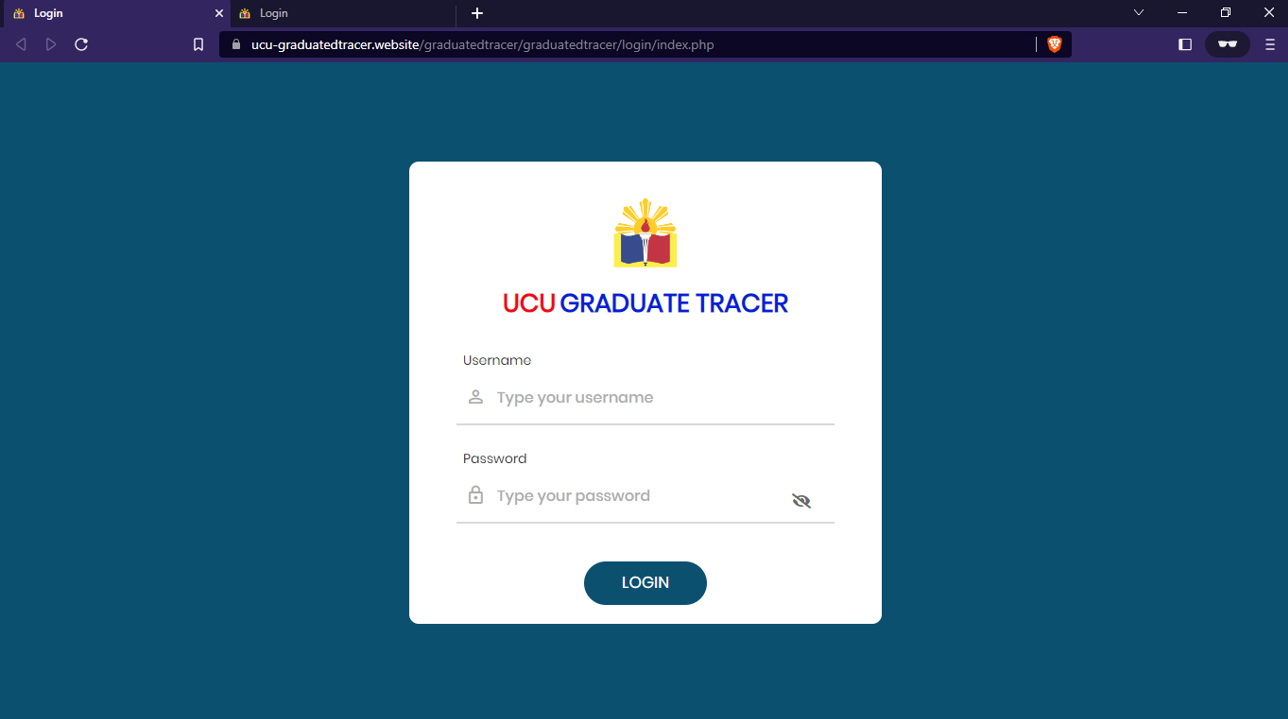 Login
Login
ucu-graduatedtracer.website/graduatedtracer/graduatedtracer/login/index.php
UCU GRADUATE TRACER
Username
Type your username
Password
Type your password
LOGIN